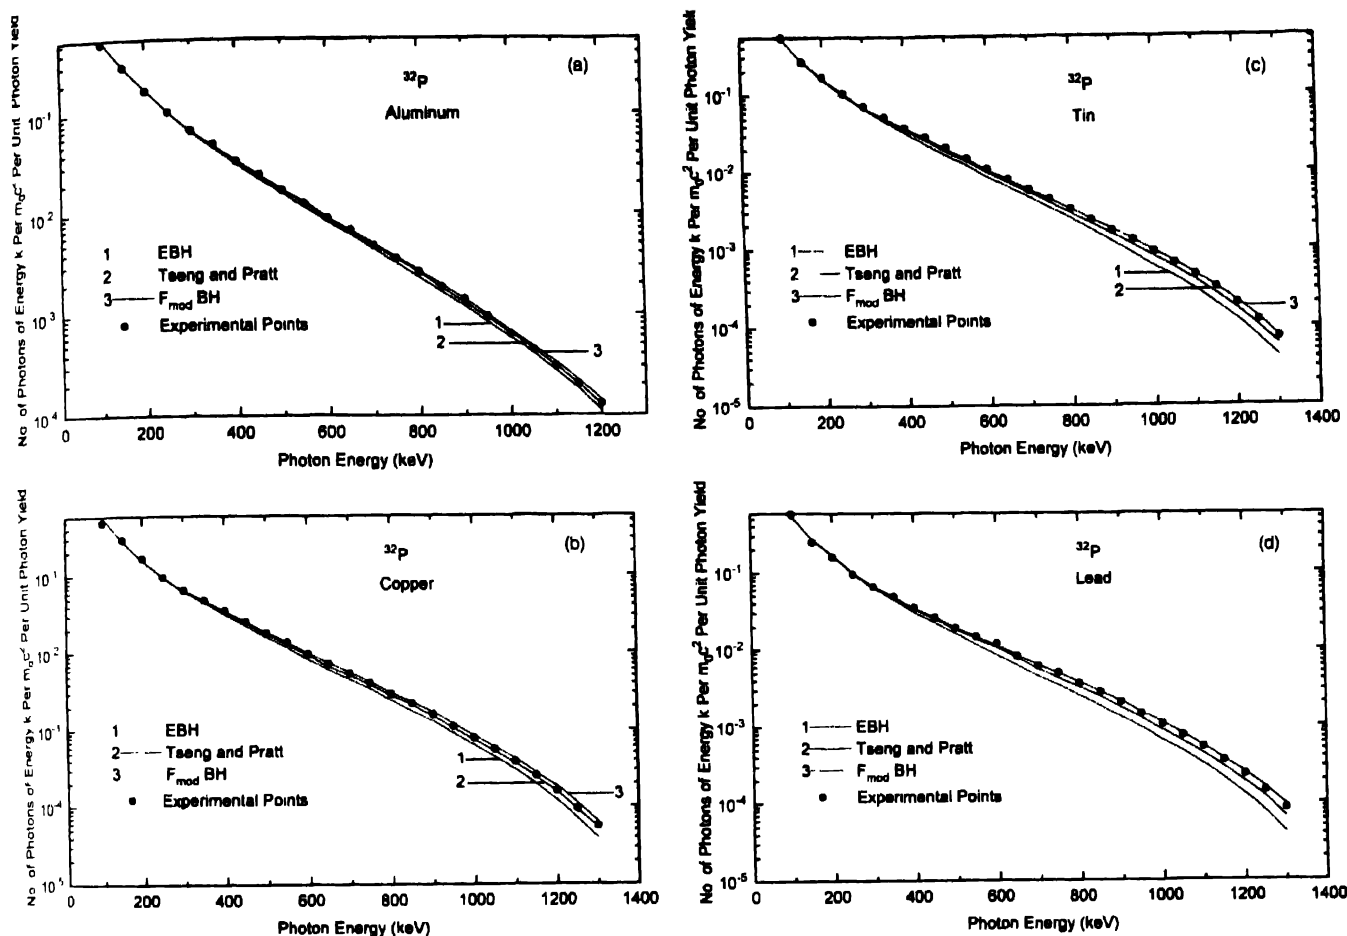 No of Photons of Energy k Per m₀c² Per Unit Photon Yield
(a)
³²P
Aluminum
10⁻¹
10⁻²
10⁻³
10⁻⁴
1 EBH
2 Tseng and Pratt
3 F_mod BH
Experimental Points
1
2
3
0 200 400 600 800 1000 1200
Photon Energy (keV)
No of Photons of Energy k Per m₀c² Per Unit Photon Yield
(b)
³²P
Copper
10⁻¹
10⁻²
10⁻³
10⁻⁴
10⁻⁵
1 EBH
2 Tseng and Pratt
3 F_mod BH
Experimental Points
1
2
3
0 200 400 600 800 1000 1200 1400
Photon Energy (keV)
No of Photons of Energy k Per m₀c² Per Unit Photon Yield
(c)
³²P
Tin
10⁻¹
10⁻²
10⁻³
10⁻⁴
10⁻⁵
1 EBH
2 Tseng and Pratt
3 F_mod BH
Experimental Points
1
2
3
0 200 400 600 800 1000 1200 1400
Photon Energy (keV)
No of Photons of Energy k Per m₀c² Per Unit Photon Yield
(d)
³²P
Lead
10⁻¹
10⁻²
10⁻³
10⁻⁴
10⁻⁵
1 EBH
2 Tseng and Pratt
3 F_mod BH
Experimental Points
0 200 400 600 800 1000 1200 1400
Photon Energy (keV)